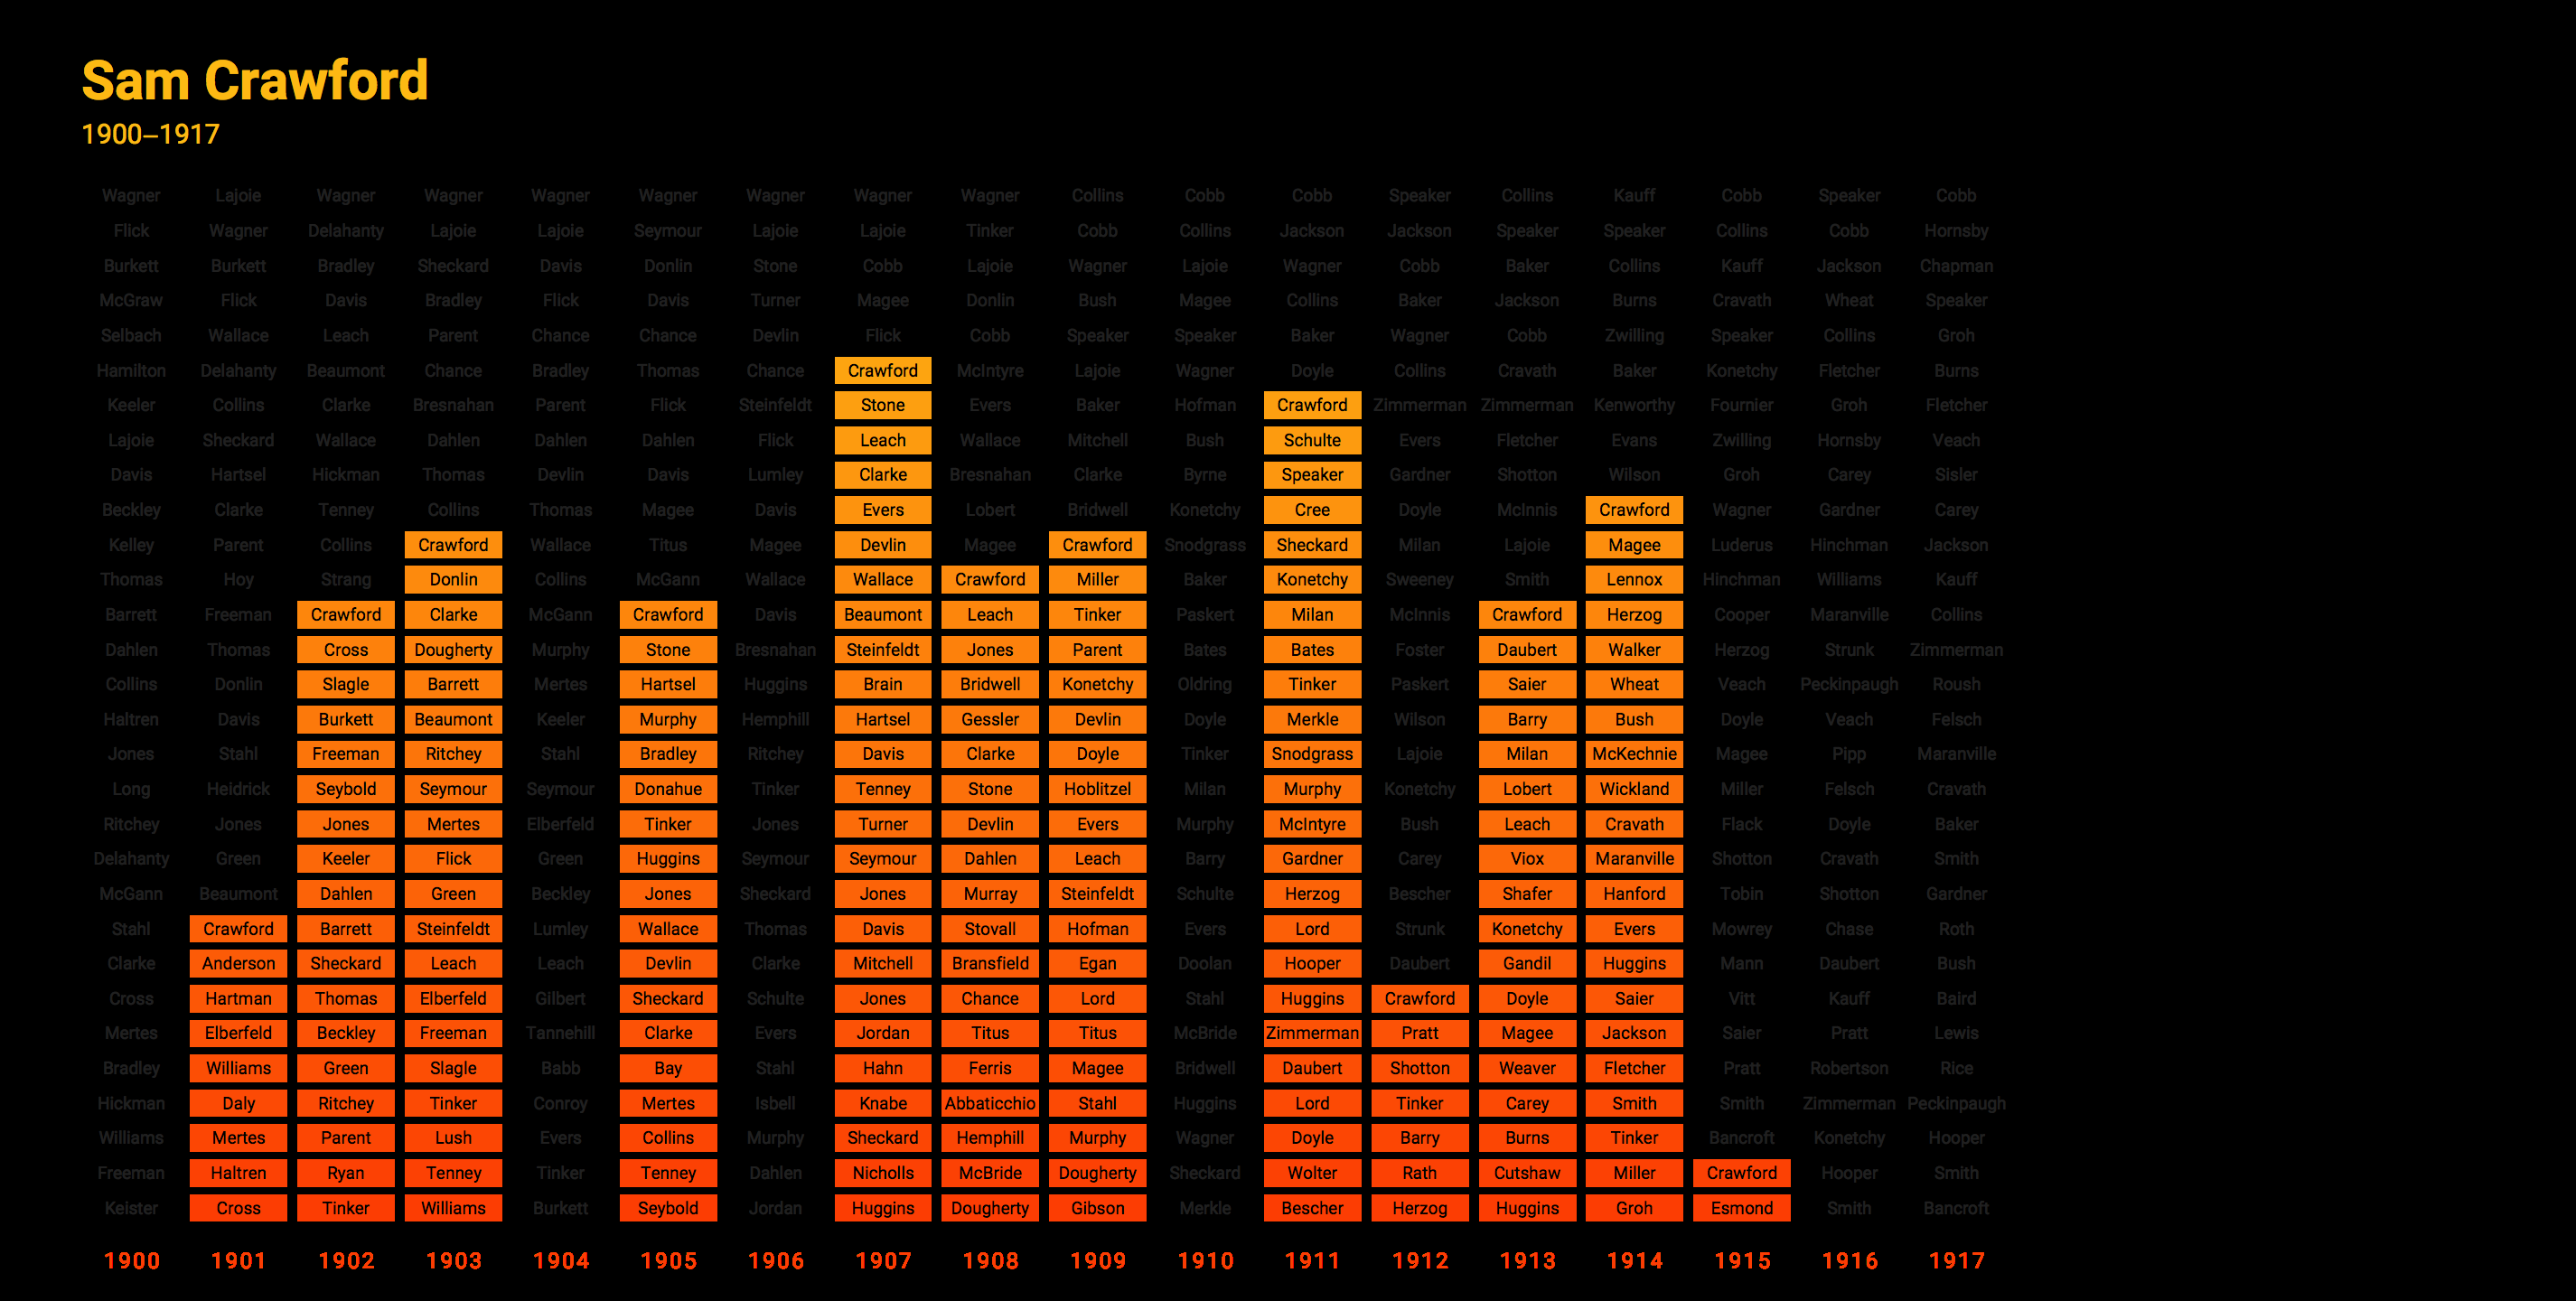 Sam Crawford
1900–1917
Wagner Lajoie Wagner Wagner Wagner Wagner Wagner Wagner Wagner Collins Cobb Cobb Speaker Collins Kauff Cobb Speaker Cobb
Flick Wagner Delahanty Lajoie Lajoie Seymour Lajoie Lajoie Tinker Cobb Collins Jackson Jackson Speaker Speaker Collins Cobb Hornsby
Burkett Burkett Bradley Sheckard Davis Donlin Stone Cobb Lajoie Wagner Lajoie Wagner Cobb Baker Collins Kauff Jackson Chapman
McGraw Flick Davis Bradley Flick Davis Turner Magee Donlin Bush Magee Collins Baker Jackson Burns Cravath Wheat Speaker
Selbach Wallace Leach Parent Chance Chance Devlin Flick Cobb Speaker Speaker Baker Wagner Cobb Zwilling Speaker Collins Groh
Hamilton Delahanty Beaumont Chance Bradley Thomas Chance Crawford McIntyre Lajoie Wagner Doyle Collins Cravath Baker Konetchy Fletcher Burns
Keeler Collins Clarke Bresnahan Parent Flick Steinfeldt Stone Evers Baker Hofman Crawford Zimmerman Zimmerman Kenworthy Fournier Groh Fletcher
Lajoie Sheckard Wallace Dahlen Dahlen Dahlen Flick Leach Wallace Mitchell Bush Schulte Evers Fletcher Evans Zwilling Hornsby Veach
Davis Hartsel Hickman Thomas Devlin Davis Lumley Clarke Bresnahan Clarke Byrne Speaker Gardner Shotton Wilson Groh Carey Sisler
Beckley Clarke Tenney Collins Thomas Magee Davis Evers Lobert Bridwell Konetchy Cree Doyle McInnis Crawford Wagner Gardner Carey
Kelley Parent Collins Crawford Wallace Titus Magee Devlin Magee Crawford Snodgrass Sheckard Milan Lajoie Magee Luderus Hinchman Jackson
Thomas Hoy Strang Donlin Collins McGann Wallace Wallace Crawford Miller Baker Konetchy Sweeney Smith Lennox Hinchman Williams Kauff
Barrett Freeman Crawford Clarke McGann Crawford Davis Beaumont Leach Tinker Paskert Milan McInnis Crawford Herzog Cooper Maranville Collins
Dahlen Thomas Cross Dougherty Murphy Stone Bresnahan Steinfeldt Jones Parent Bates Bates Foster Daubert Walker Herzog Strunk Zimmerman
Collins Donlin Slagle Barrett Mertes Hartsel Huggins Brain Bridwell Konetchy Oldring Tinker Paskert Saier Wheat Veach Peckinpaugh Roush
Haltren Davis Burkett Beaumont Keeler Murphy Hemphill Hartsel Gessler Devlin Doyle Merkle Wilson Barry Bush Doyle Veach Felsch
Jones Stahl Freeman Ritchey Stahl Bradley Ritchey Davis Clarke Doyle Tinker Snodgrass Lajoie Milan McKechnie Magee Pipp Maranville
Long Heidrick Seybold Seymour Seymour Donahue Tinker Tenney Stone Hoblitzel Milan Murphy Konetchy Lobert Wickland Miller Felsch Cravath
Ritchey Jones Jones Mertes Elberfeld Tinker Jones Turner Devlin Evers Murphy McIntyre Bush Leach Cravath Flack Doyle Baker
Delahanty Green Keeler Flick Green Huggins Seymour Seymour Dahlen Leach Barry Gardner Carey Viox Maranville Shotton Cravath Smith
McGann Beaumont Dahlen Green Beckley Jones Sheckard Jones Murray Steinfeldt Schulte Herzog Bescher Shafer Hanford Tobin Shotton Gardner
Stahl Crawford Barrett Steinfeldt Lumley Wallace Thomas Davis Stovall Hofman Evers Lord Strunk Konetchy Evers Mowrey Chase Roth
Clarke Anderson Sheckard Leach Leach Devlin Clarke Mitchell Bransfield Egan Doolan Hooper Daubert Gandil Huggins Mann Daubert Bush
Cross Hartman Thomas Elberfeld Gilbert Sheckard Schulte Jones Chance Lord Stahl Huggins Crawford Doyle Saier Vitt Kauff Baird
Mertes Elberfeld Beckley Freeman Tannehill Clarke Evers Jordan Titus Titus McBride Zimmerman Pratt Magee Jackson Saier Pratt Lewis
Bradley Williams Green Slagle Babb Bay Stahl Hahn Ferris Magee Bridwell Daubert Shotton Weaver Fletcher Pratt Robertson Rice
Hickman Daly Ritchey Tinker Conroy Mertes Isbell Knabe Abbaticchio Stahl Huggins Lord Tinker Carey Smith Smith Zimmerman Peckinpaugh
Williams Mertes Parent Lush Evers Collins Murphy Sheckard Hemphill Murphy Wagner Doyle Barry Burns Tinker Bancroft Konetchy Hooper
Freeman Haltren Ryan Tenney Tinker Tenney Dahlen Nicholls McBride Dougherty Sheckard Wolter Rath Cutshaw Miller Crawford Hooper Smith
Keister Cross Tinker Williams Burkett Seybold Jordan Huggins Dougherty Gibson Merkle Bescher Herzog Huggins Groh Esmond Smith Bancroft
1900 1901 1902 1903 1904 1905 1906 1907 1908 1909 1910 1911 1912 1913 1914 1915 1916 1917